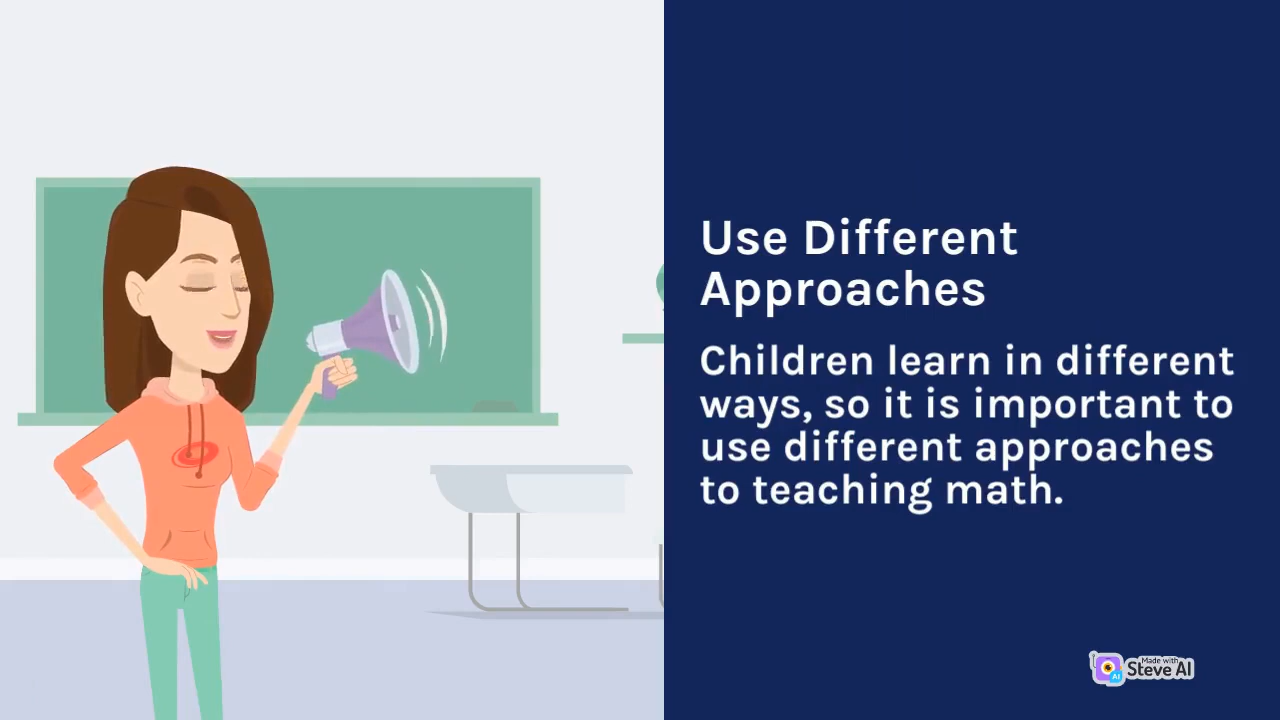 Use Different
Approaches
Children learn in different
ways, so it is important to
use different approaches
to teaching math.
Made with
Steve AI
AI